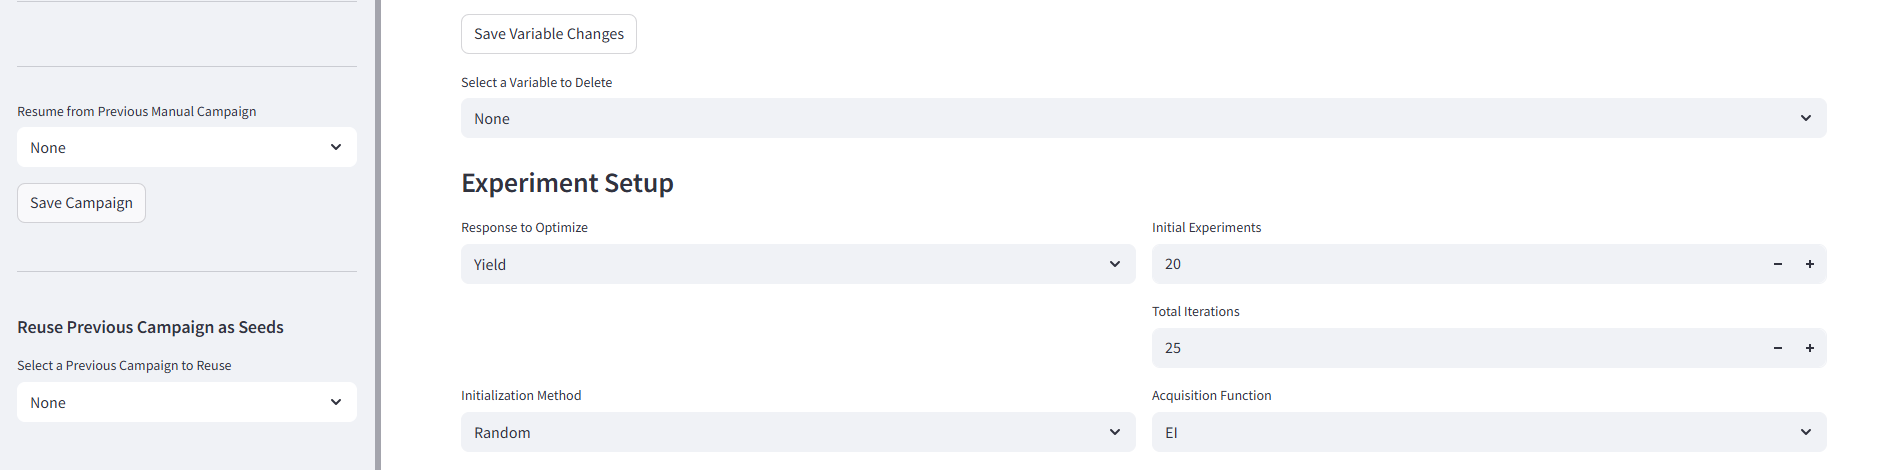 Resume from Previous Manual Campaign
None
Save Campaign
Reuse Previous Campaign as Seeds
Select a Previous Campaign to Reuse
None
Save Variable Changes
Select a Variable to Delete
None
Experiment Setup
Response to Optimize
Yield
Initial Experiments
20
Total Iterations
25
Initialization Method
Random
Acquisition Function
EI